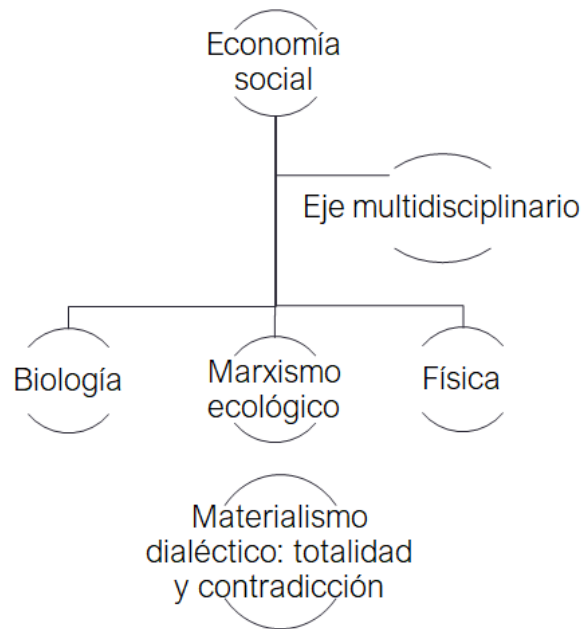 Economía
social
Eje multidisciplinario
Biología
Marxismo
ecológico
Física
Materialismo
dialéctico: totalidad
y contradicción